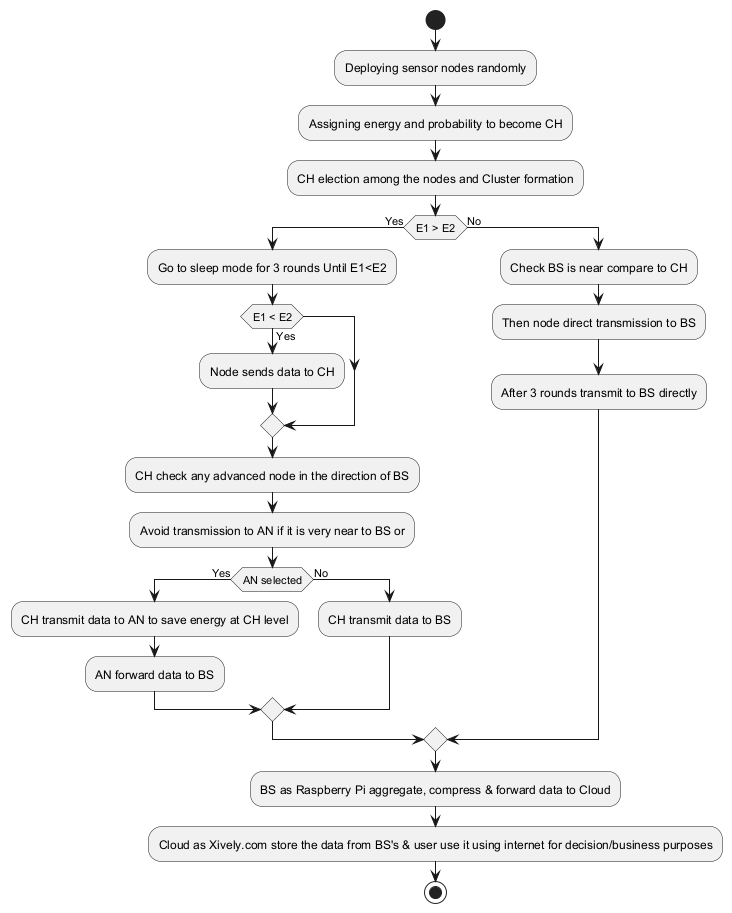 Deploying sensor nodes randomly
Assigning energy and probability to become CH
CH election among the nodes and Cluster formation
Yes
E1 > E2
No
Go to sleep mode for 3 rounds Until E1<E2
E1 < E2
Yes
Node sends data to CH
CH check any advanced node in the direction of BS
Avoid transmission to AN if it is very near to BS or
Yes
AN selected
No
CH transmit data to AN to save energy at CH level
AN forward data to BS
CH transmit data to BS
Check BS is near compare to CH
Then node direct transmission to BS
After 3 rounds transmit to BS directly
BS as Raspberry Pi aggregate, compress & forward data to Cloud
Cloud as Xively.com store the data from BS's & user use it using internet for decision/business purposes